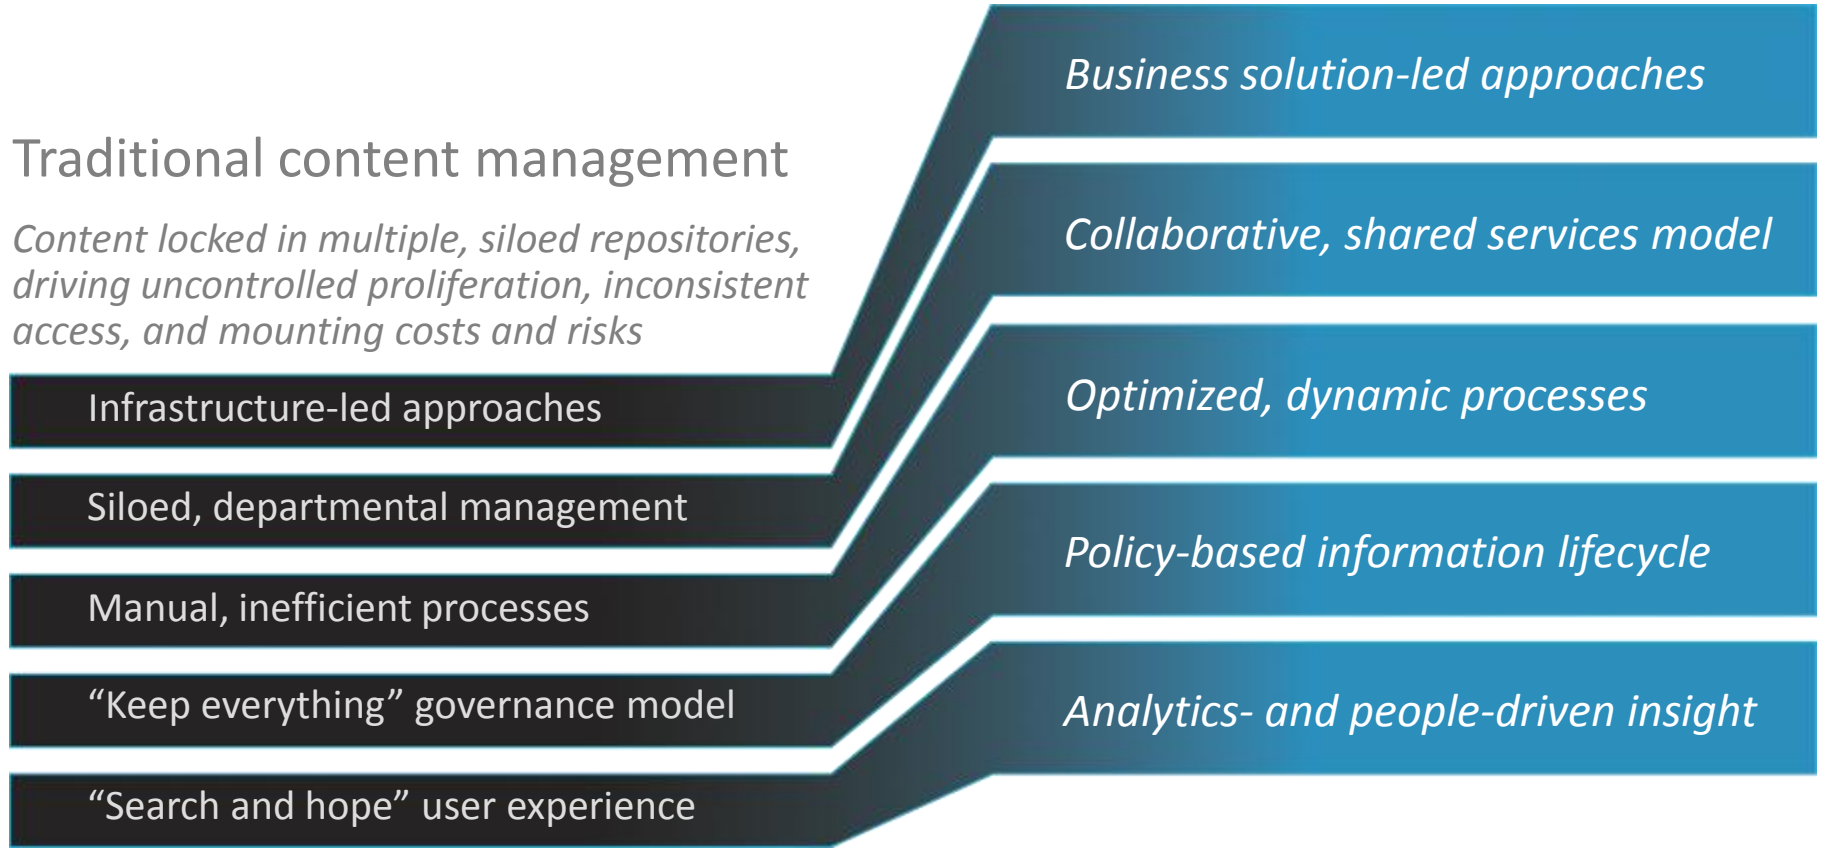 Traditional content management
Content locked in multiple, siloed repositories,
driving uncontrolled proliferation, inconsistent
access, and mounting costs and risks
Infrastructure-led approaches
Siloed, departmental management
Manual, inefficient processes
“Keep everything” governance model
“Search and hope” user experience
Business solution-led approaches
Collaborative, shared services model
Optimized, dynamic processes
Policy-based information lifecycle
Analytics- and people-driven insight